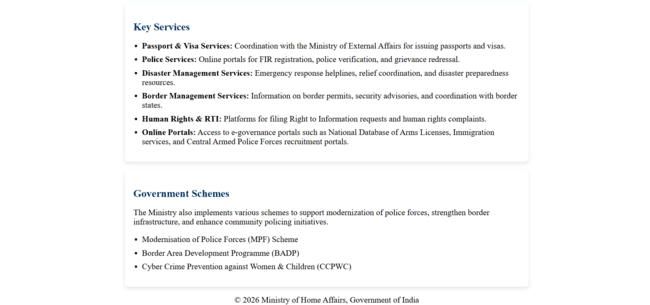 Key Services
• Passport & Visa Services: Coordination with the Ministry of External Affairs for issuing passports and visas.
• Police Services: Online portals for FIR registration, police verification, and grievance redressal.
• Disaster Management Services: Emergency response helplines, relief coordination, and disaster preparedness
resources.
• Border Management Services: Information on border permits, security advisories, and coordination with border
states.
• Human Rights & RTI: Platforms for filing Right to Information requests and human rights complaints.
• Online Portals: Access to e-governance portals such as National Database of Arms Licenses, Immigration
services, and Central Armed Police Forces recruitment portals.
Government Schemes
The Ministry also implements various schemes to support modernization of police forces, strengthen border
infrastructure, and enhance community policing initiatives.
• Modernisation of Police Forces (MPF) Scheme
• Border Area Development Programme (BADP)
• Cyber Crime Prevention against Women & Children (CCPWC)
© 2026 Ministry of Home Affairs, Government of India